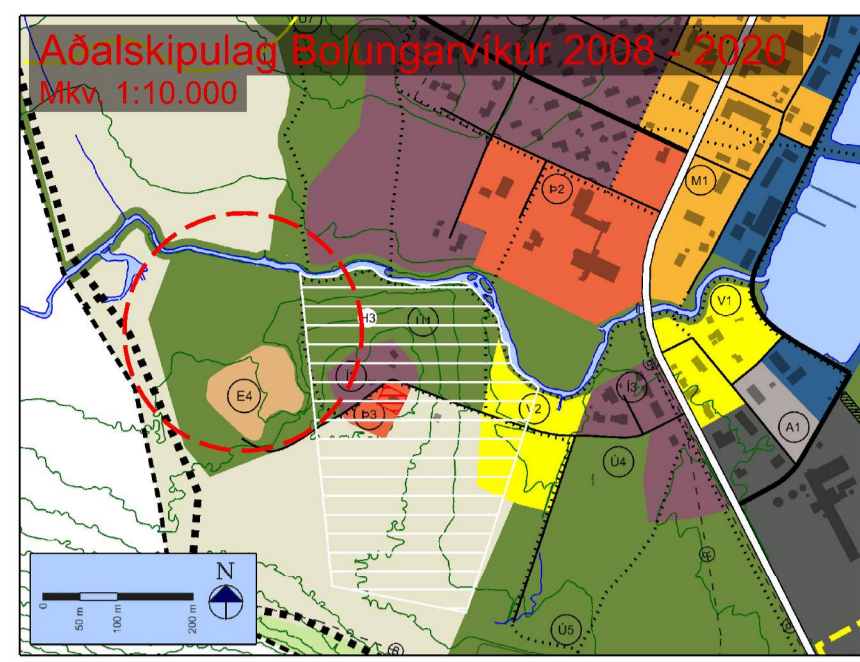 Aðalskipulag Bolungarvíkur 2008 - 2020
Mkv. 1:10.000
Þ2
M1
V1
H3
Ú1
E4
Þ3
V2
Í3
A1
Ú4
Ú5
N
0
50 m
100 m
200 m